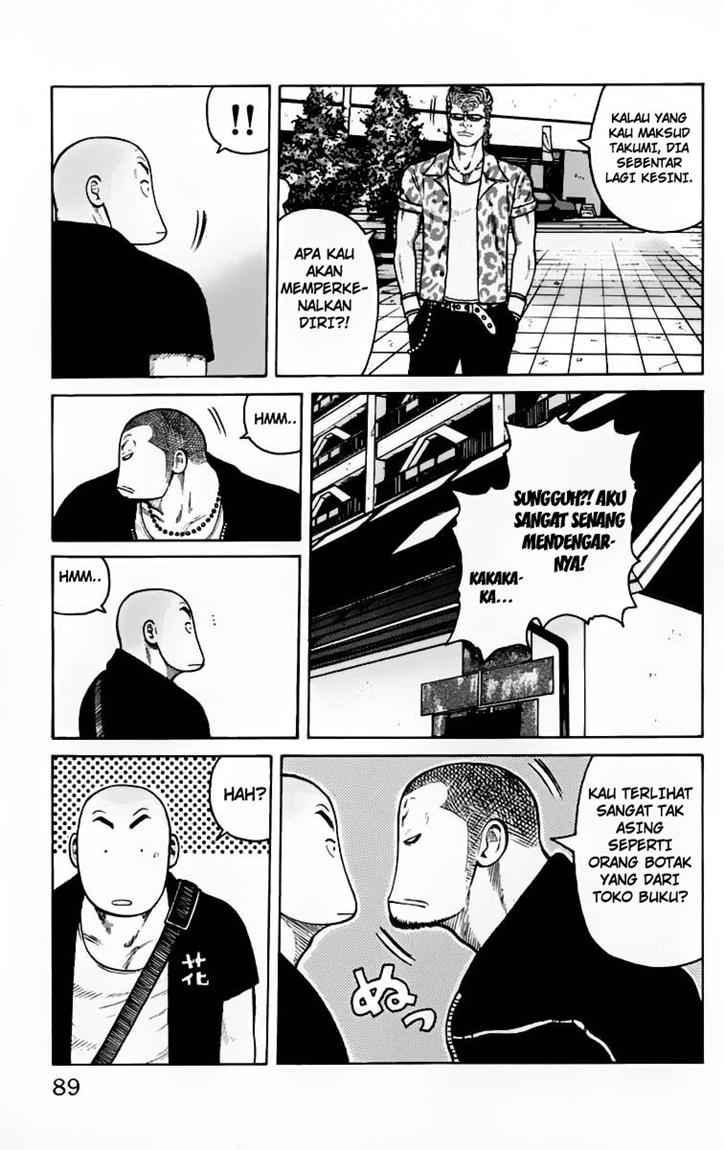 KALAU YANG
KAU MAKSUD
TAKUMI, DIA
SEBENTAR
LAGI KESINI.
APA KAU
AKAN
MEMPERKE-
NALKAN
DIRI?!
!!
SUNGGUH?! AKU
SANGAT SENANG
MENDENGAR-
NYA!
KAKAKA-
KA...
HMM..
HMM..
KAU TERLIHAT
SANGAT TAK
ASING
SEPERTI
ORANG BOTAK
YANG DARI
TOKO BUKU?
ぬっ
HAH?
花
89